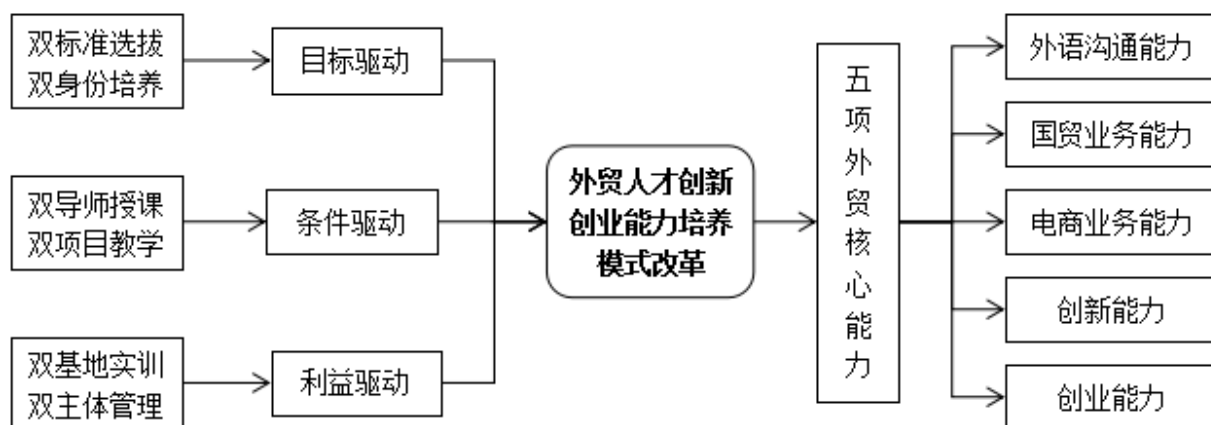 双标准选拔
双身份培养
目标驱动
双导师授课
双项目教学
条件驱动
双基地实训
双主体管理
利益驱动
外贸人才创新
创业能力培养
模式改革
五项外贸核心能力
外语沟通能力
国贸业务能力
电商业务能力
创新能力
创业能力